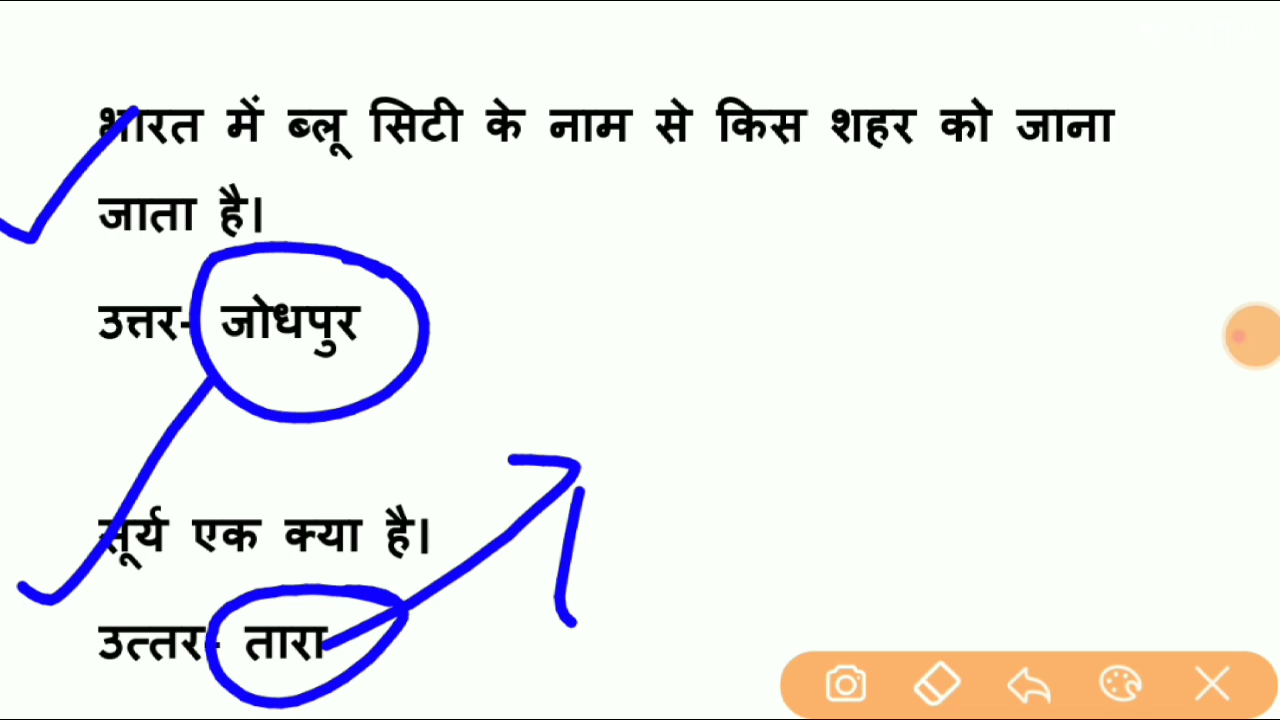 भारत में ब्लू सिटी के नाम से किस शहर को जाना
जाता है।
उत्तर- जोधपुर
सूर्य एक क्या है।
उत्तर- तारा